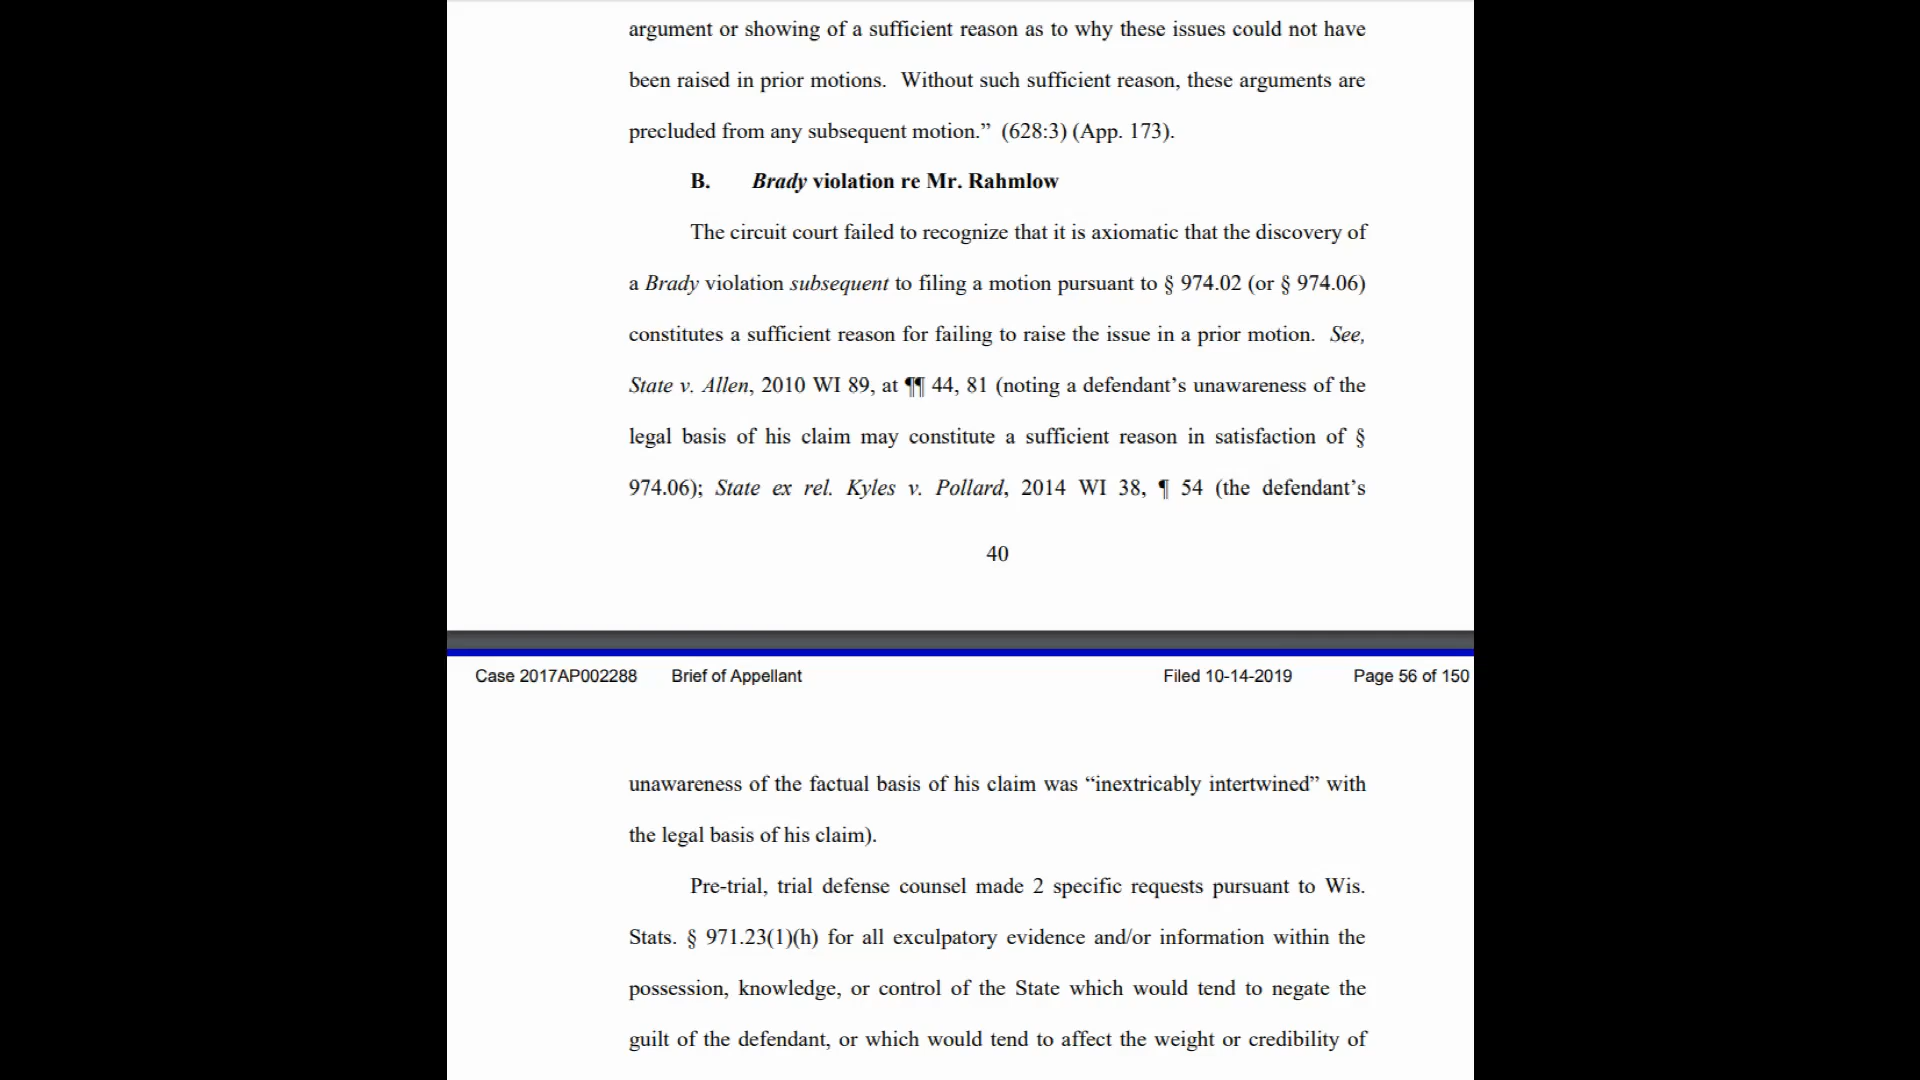 argument or showing of a sufficient reason as to why these issues could not have
been raised in prior motions.  Without such sufficient reason, these arguments are
precluded from any subsequent motion.”  (628:3) (App. 173).
B. Brady violation re Mr. Rahmlow
The circuit court failed to recognize that it is axiomatic that the discovery of
a Brady violation subsequent to filing a motion pursuant to § 974.02 (or § 974.06)
constitutes a sufficient reason for failing to raise the issue in a prior motion.  See,
State v. Allen, 2010 WI 89, at ¶¶ 44, 81 (noting a defendant’s unawareness of the
legal basis of his claim may constitute a sufficient reason in satisfaction of §
974.06); State ex rel. Kyles v. Pollard, 2014 WI 38, ¶ 54 (the defendant’s
40
Case 2017AP002288 Brief of Appellant Filed 10-14-2019 Page 56 of 150
unawareness of the factual basis of his claim was “inextricably intertwined” with
the legal basis of his claim).
Pre-trial, trial defense counsel made 2 specific requests pursuant to Wis.
Stats. § 971.23(1)(h) for all exculpatory evidence and/or information within the
possession, knowledge, or control of the State which would tend to negate the
guilt of the defendant, or which would tend to affect the weight or credibility of